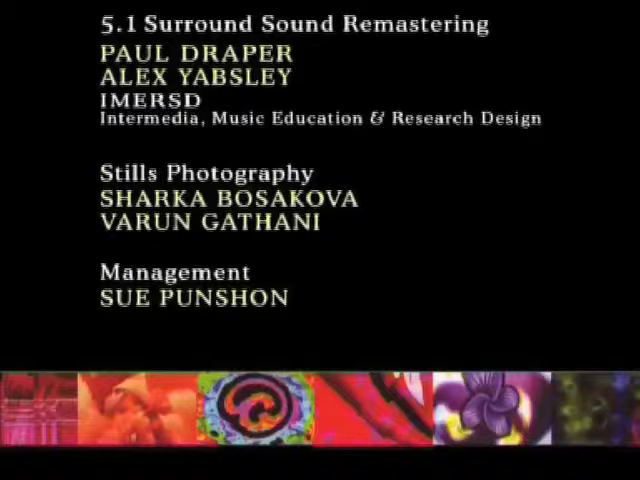 5.1 Surround Sound Remastering
PAUL DRAPER
ALEX YABSLEY
IMERSD
Intermedia, Music Education & Research Design
Stills Photography
SHARKA BOSAKOVA
VARUN GATHANI
Management
SUE PUNSHON